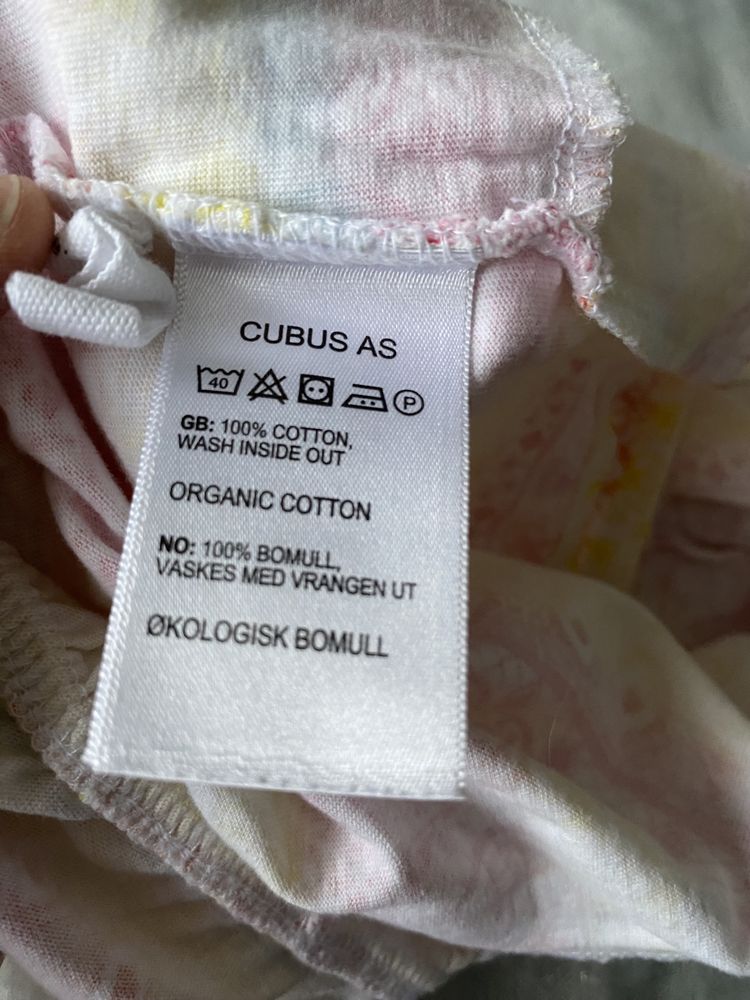 CUBUS AS
40 P
GB: 100% COTTON,
WASH INSIDE OUT
ORGANIC COTTON
NO: 100% BOMULL,
VASKES MED VRANGEN UT
ØKOLOGISK BOMULL